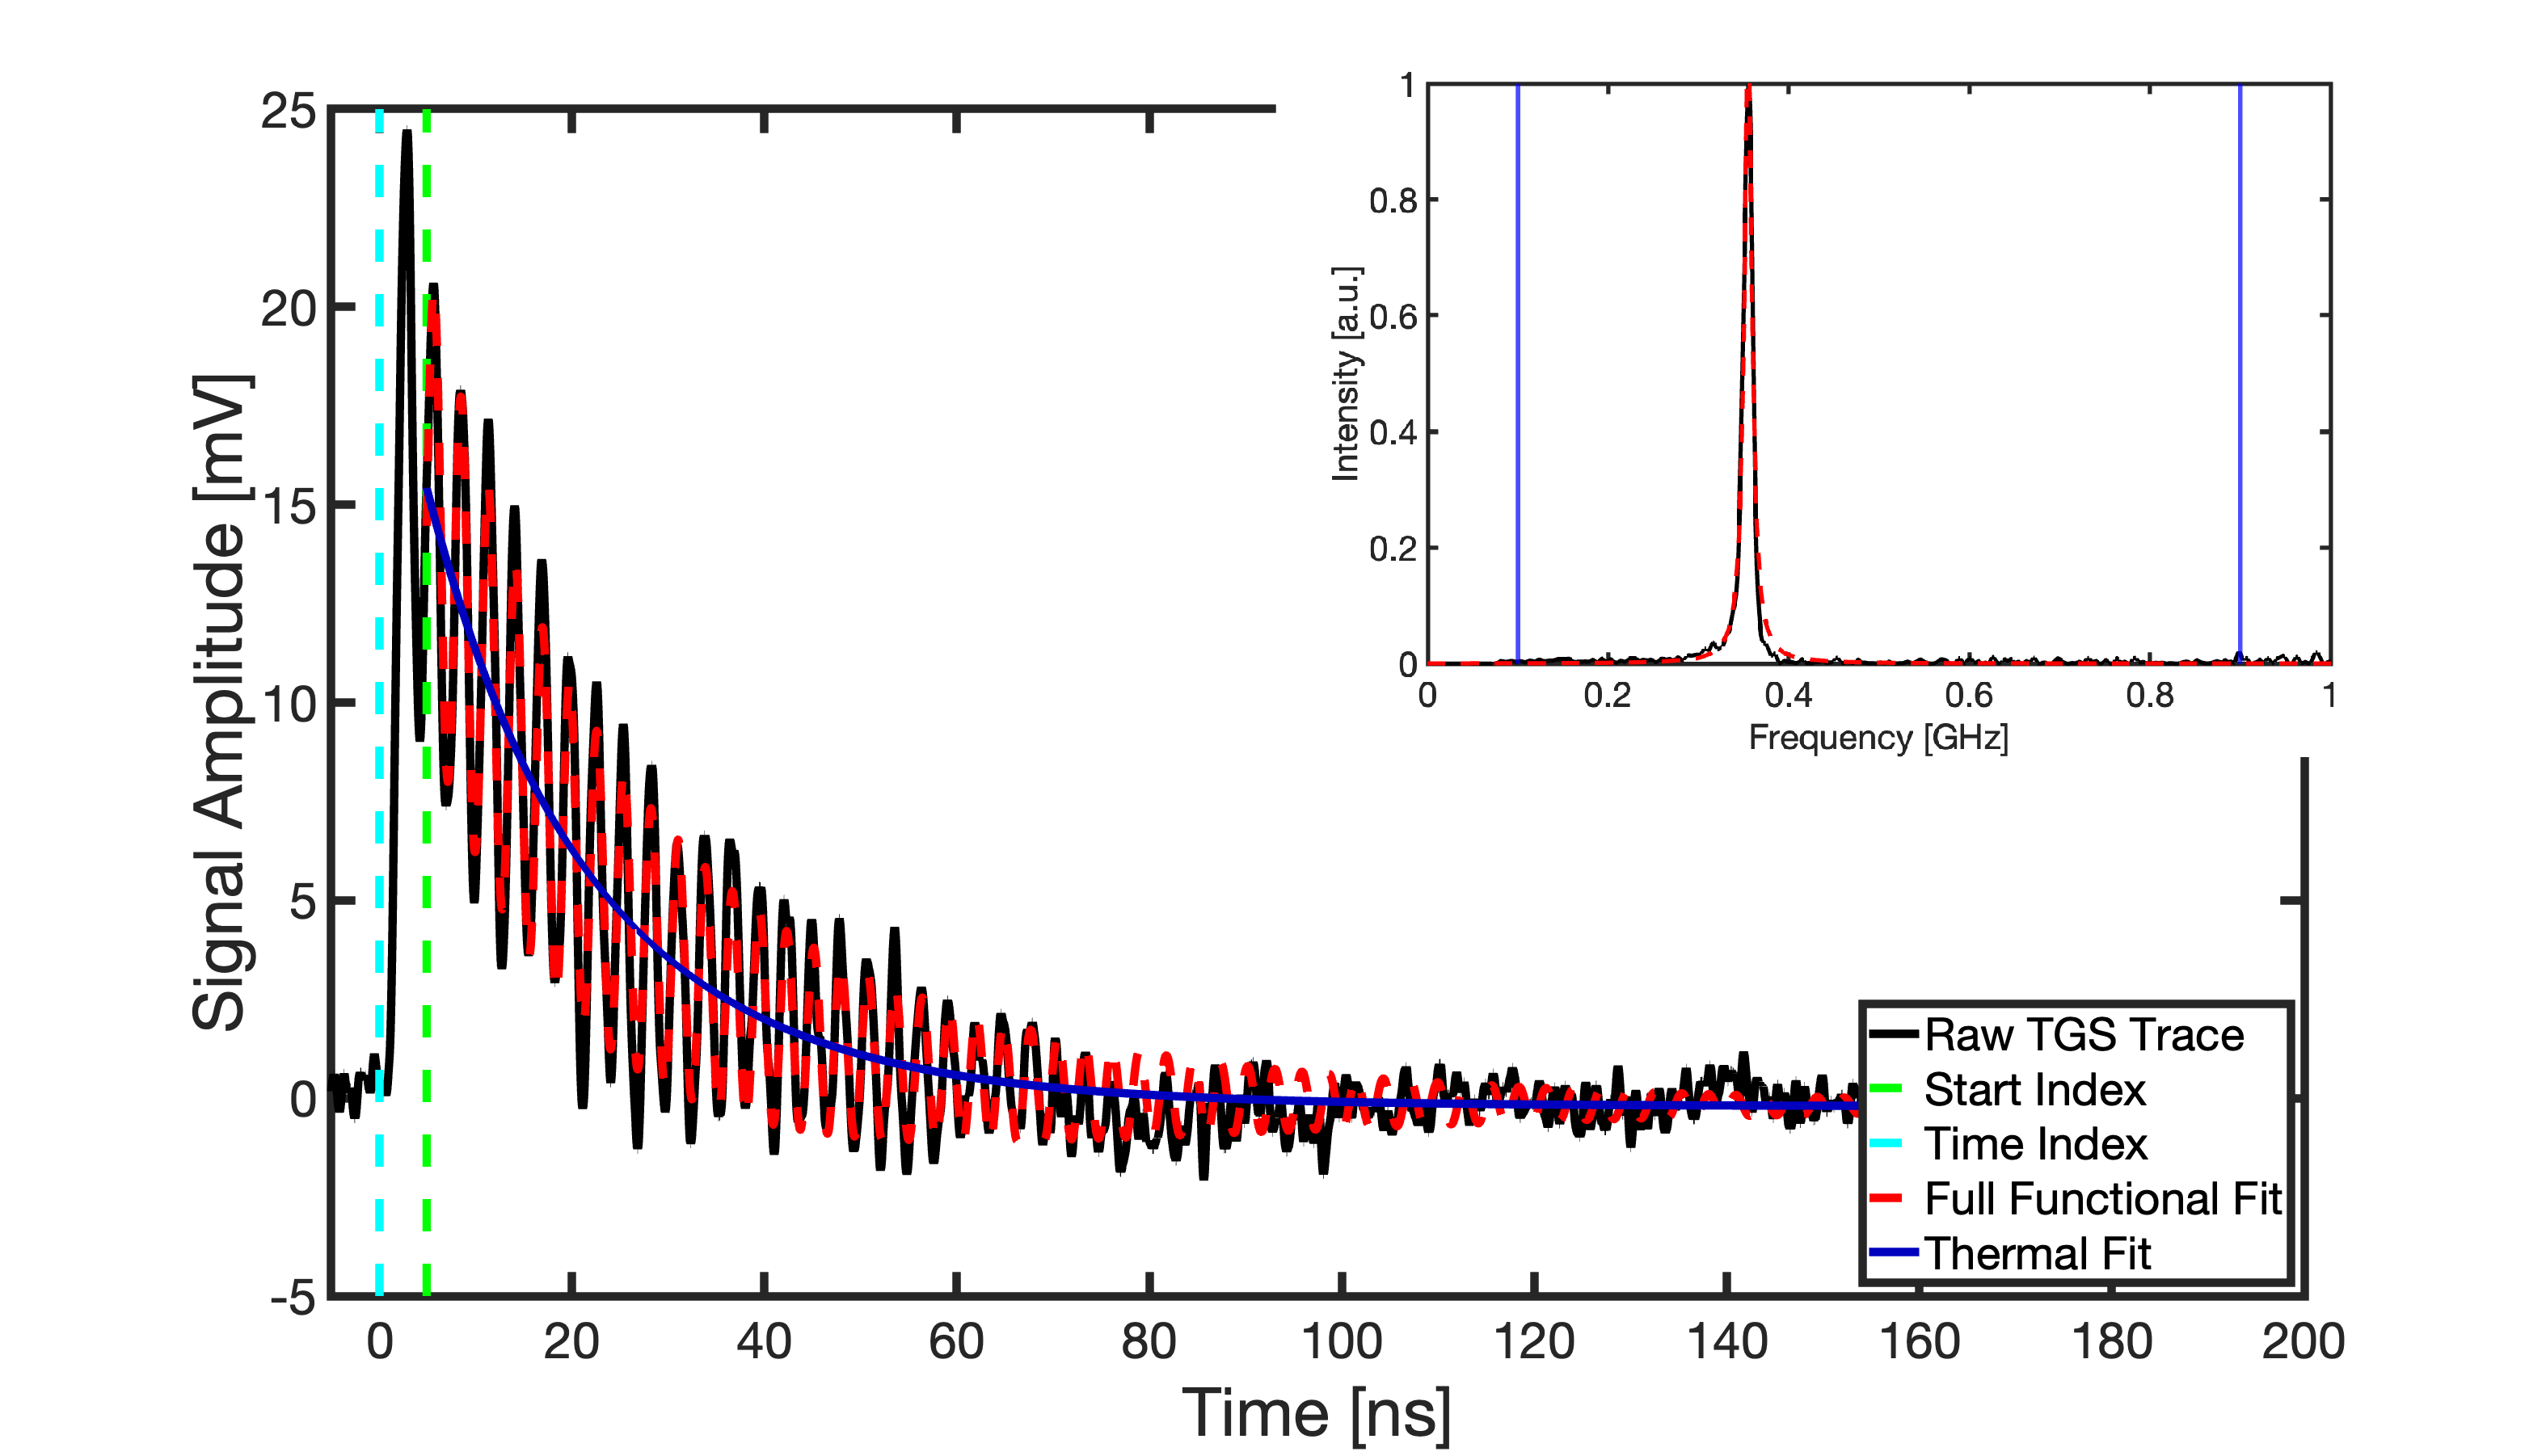 Signal Amplitude [mV]
25
20
15
10
5
0
-5
0 20 40 60 80 100 120 140 160 180 200
Time [ns]
Intensity [a.u.]
1
0.8
0.6
0.4
0.2
0
0 0.2 0.4 0.6 0.8 1
Frequency [GHz]
Raw TGS Trace
Start Index
Time Index
Full Functional Fit
Thermal Fit